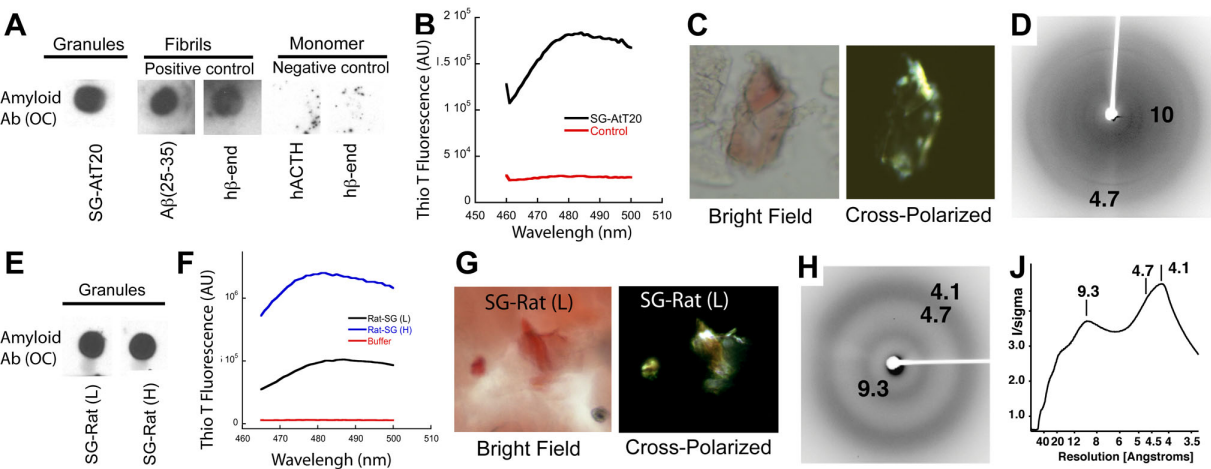 A
Granules
Fibrils
Monomer
Positive control
Negative control
Amyloid
Ab (OC)
SG-AtT20
Aβ(25-35)
hβ-end
hACTH
hβ-end
B
Thio T Fluorescence (AU)
2 10⁵
1.5 10⁵
1 10⁵
5 10⁴
0
SG-AtT20
Control
450 460 470 480 490 500 510
Wavelengh (nm)
C
Bright Field
Cross-Polarized
D
10
4.7
E
Granules
Amyloid
Ab (OC)
SG-Rat (L)
SG-Rat (H)
F
Thio T Fluorescence (AU)
10⁶
10⁵
0
Rat-SG (L)
Rat-SG (H)
Buffer
460 470 480 490 500 510
Wavelengh (nm)
G
SG-Rat (L)
SG-Rat (L)
Bright Field
Cross-Polarized
H
4.1
4.7
9.3
J
I/sigma
3.0
2.0
1.0
9.3
4.7
4.1
40 20 12 8 6 5 4.5 4 3.5
Resolution [Angstroms]